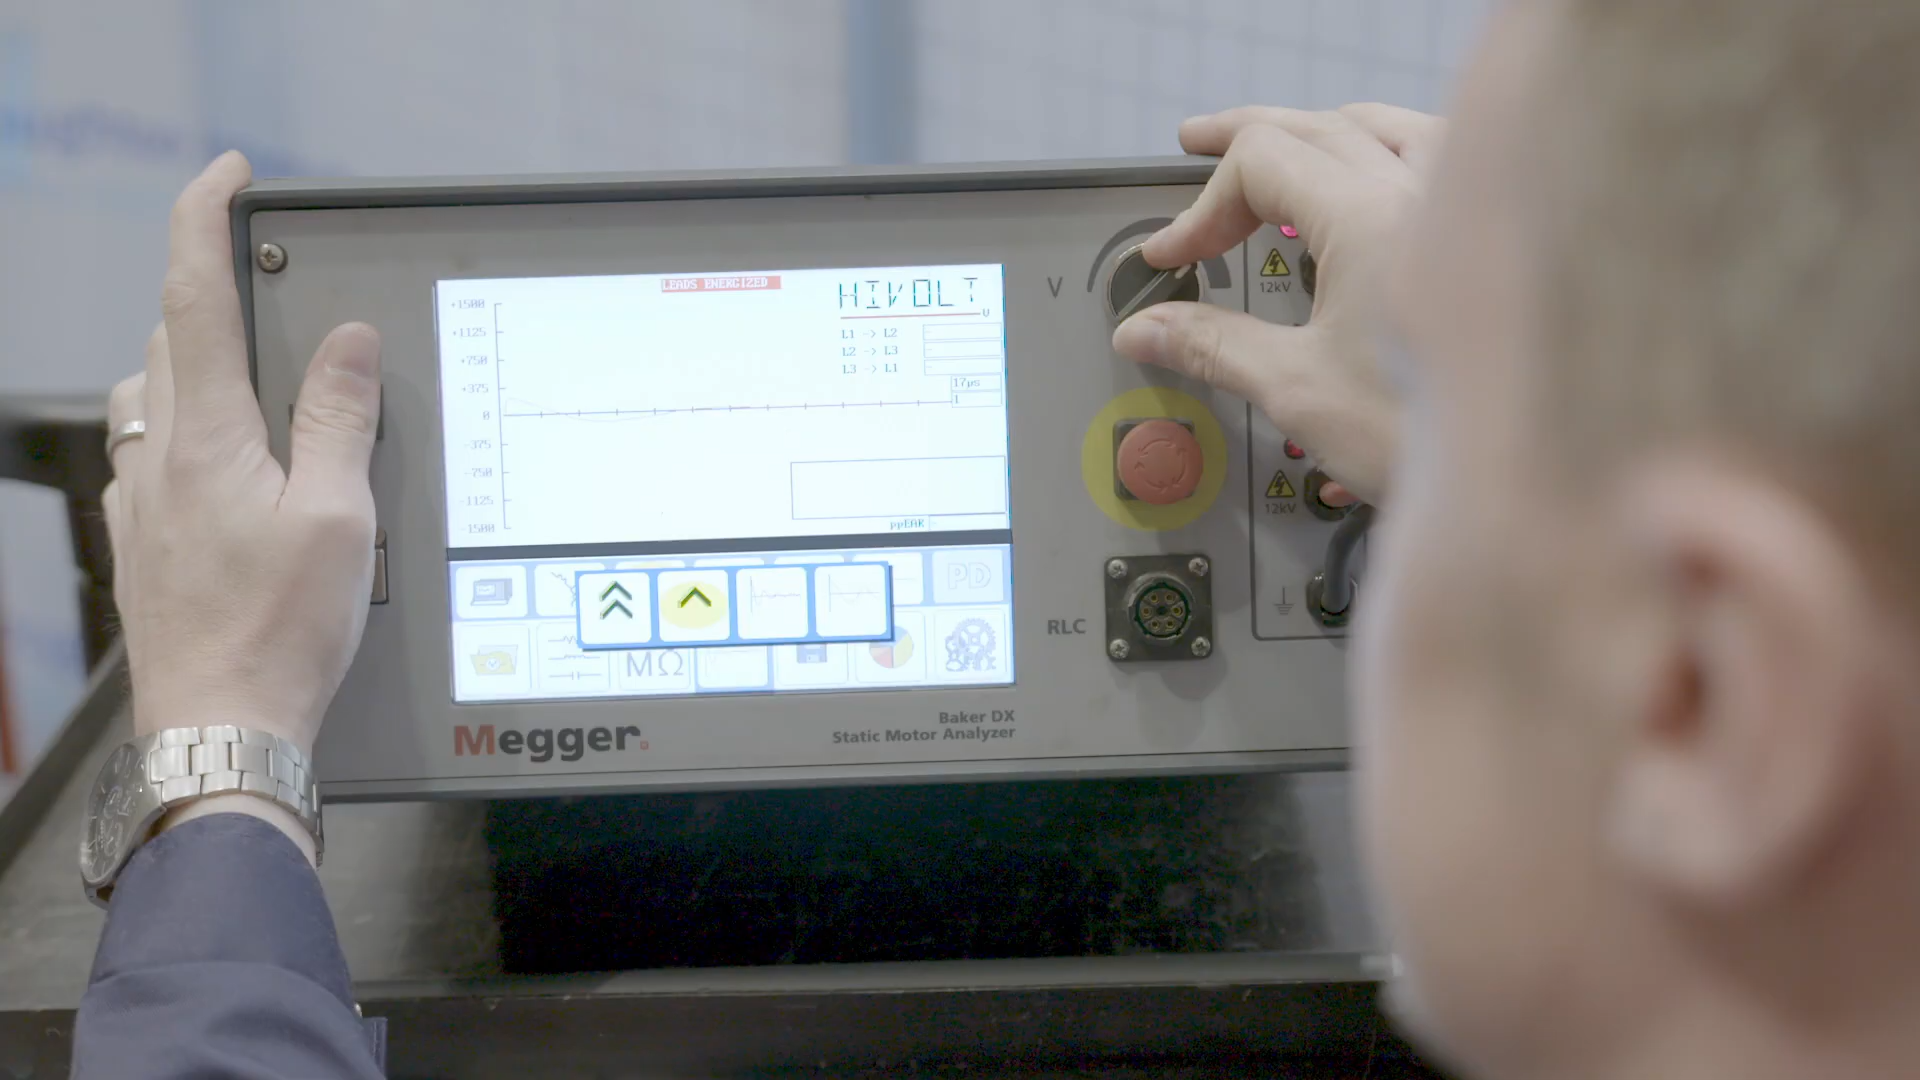 LEADS ENERGIZED
HIVOLT
V
+1500
+1125
+750
+375
0
-375
-750
-1125
-1500
L1 -> L2
L2 -> L3
L3 -> L1
17µs
1
ppEAK
PD
MΩ
Megger.
Baker DX
Static Motor Analyzer
V
12kV
12kV
RLC